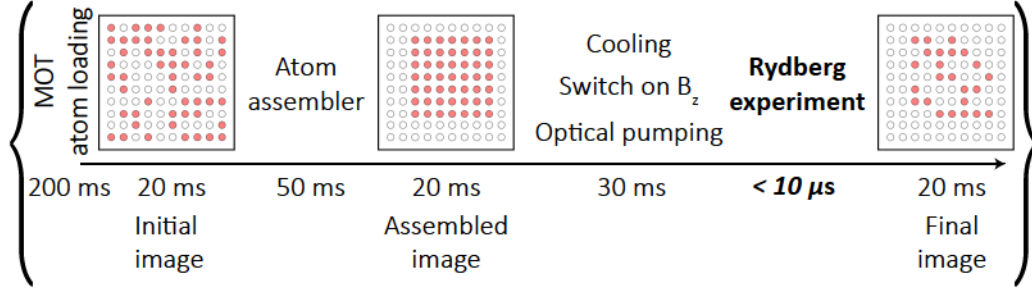 MOT
atom loading
Atom
assembler
Cooling
Switch on B_z
Optical pumping
Rydberg
experiment
200 ms
20 ms
50 ms
20 ms
30 ms
< 10 µs
20 ms
Initial
image
Assembled
image
Final
image